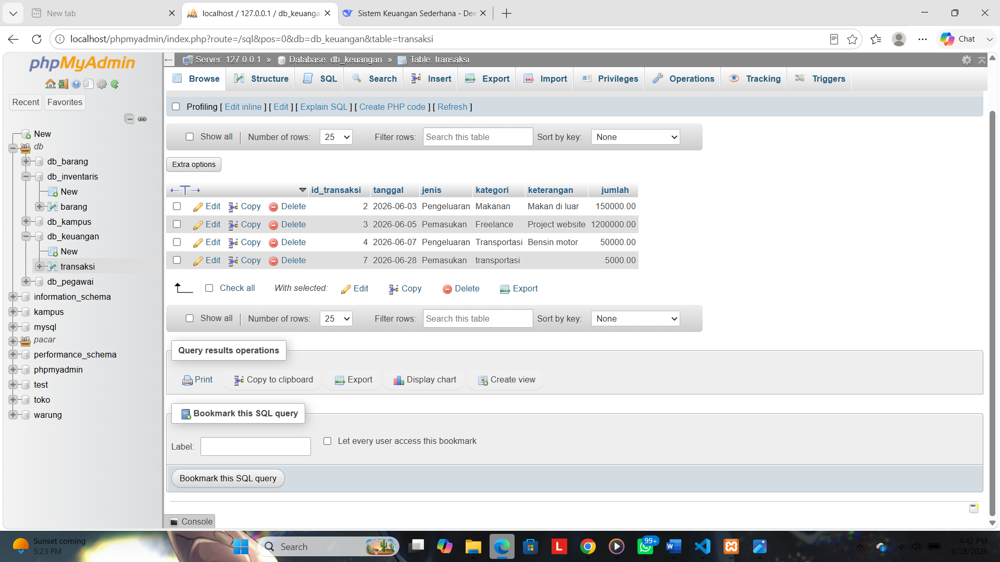 New tab
localhost / 127.0.0.1 / db_keuanga
Sistem Keuangan Sederhana - Dee
localhost/phpmyadmin/index.php?route=/sql&pos=0&db=db_keuangan&table=transaksi
Chat
phpMyAdmin
Recent
Favorites
New
db
db_barang
db_inventaris
New
barang
db_kampus
db_keuangan
New
transaksi
db_pegawai
information_schema
kampus
mysql
pacar
performance_schema
phpmyadmin
test
toko
warung
Server: 127.0.0.1 » Database: db_keuangan » Table: transaksi
Browse Structure SQL Search Insert Export Import Privileges Operations Tracking Triggers
Profiling [ Edit inline ] [ Edit ] [ Explain SQL ] [ Create PHP code ] [ Refresh ]
Show all | Number of rows: 25 Filter rows: Search this table Sort by key: None
Extra options
←T→ id_transaksi tanggal jenis kategori keterangan jumlah
Edit Copy Delete 2 2026-06-03 Pengeluaran Makanan Makan di luar 150000.00
Edit Copy Delete 3 2026-06-05 Pemasukan Freelance Project website 1200000.00
Edit Copy Delete 4 2026-06-07 Pengeluaran Transportasi Bensin motor 50000.00
Edit Copy Delete 7 2026-06-28 Pemasukan transportasi 5000.00
Check all With selected: Edit Copy Delete Export
Show all | Number of rows: 25 Filter rows: Search this table Sort by key: None
Query results operations
Print Copy to clipboard Export Display chart Create view
Bookmark this SQL query
Label: Let every user access this bookmark
Bookmark this SQL query
Console
Sunset coming
5:23 PM
Search
99+
4:42 PM
6/28/2026